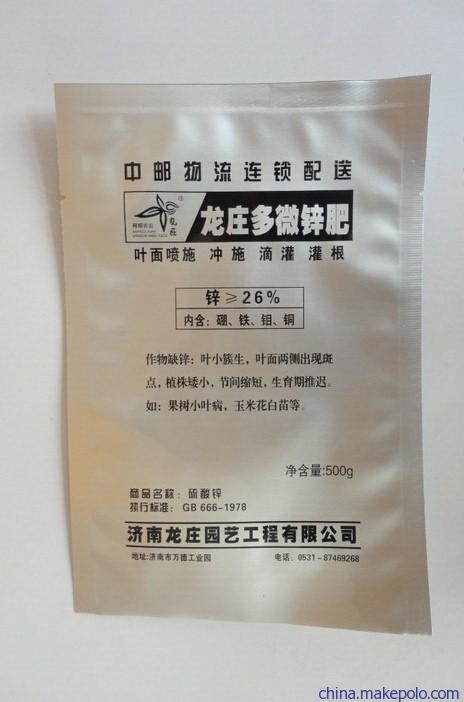 中邮物流连锁配送
龙庄多微锌肥
®
龙庄
叶面喷施 冲施 滴灌 灌根
锌≥26%
内含：硼、铁、钼、铜
作物缺锌：叶小簇生，叶面两侧出现斑
点，植株矮小，节间缩短，生育期推迟。
如：果树小叶病，玉米花白苗等。
净含量:500g
商品名称：硫酸锌
执行标准：GB 666-1978
济南龙庄园艺工程有限公司
地址:济南市万德工业园
电话：0531-87469268
china.makepolo.com